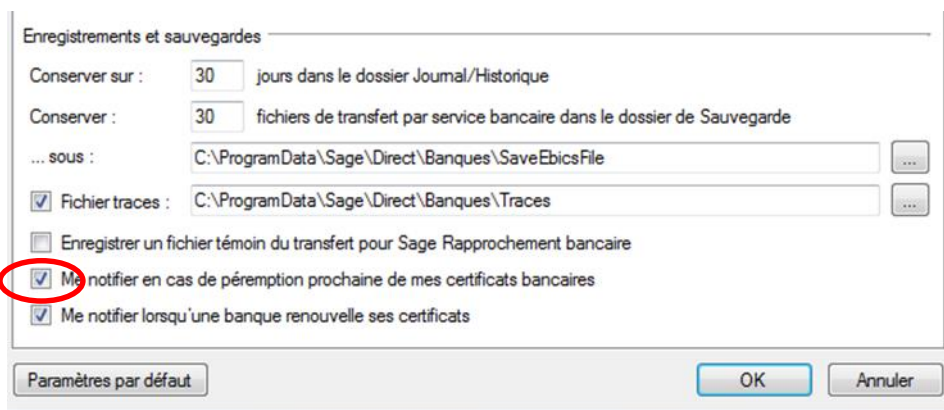 Enregistrements et sauvegardes
Conserver sur : 30 jours dans le dossier Journal/Historique
Conserver : 30 fichiers de transfert par service bancaire dans le dossier de Sauvegarde
... sous : C:\ProgramData\Sage\Direct\Banques\SaveEbicsFile ...
Fichier traces : C:\ProgramData\Sage\Direct\Banques\Traces ...
Enregistrer un fichier témoin du transfert pour Sage Rapprochement bancaire
Me notifier en cas de péremption prochaine de mes certificats bancaires
Me notifier lorsqu'une banque renouvelle ses certificats
Paramètres par défaut OK Annuler